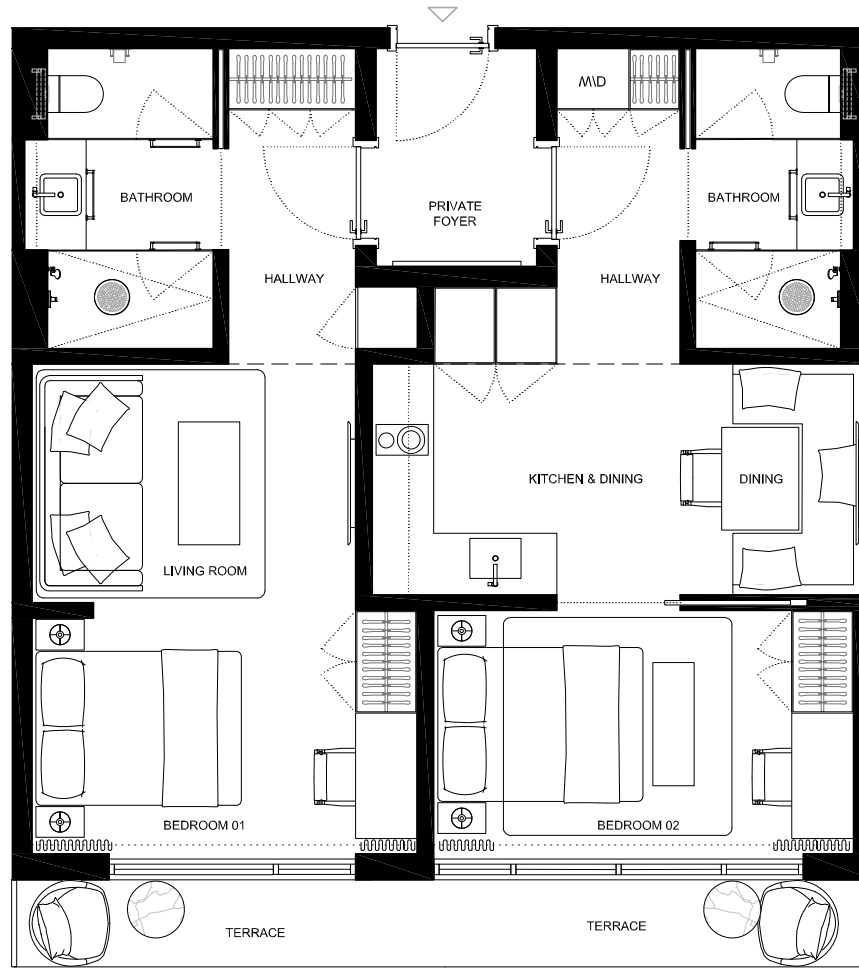 M\D
BATHROOM
PRIVATE
FOYER
BATHROOM
HALLWAY
HALLWAY
KITCHEN & DINING
DINING
LIVING ROOM
BEDROOM 01
BEDROOM 02
TERRACE
TERRACE